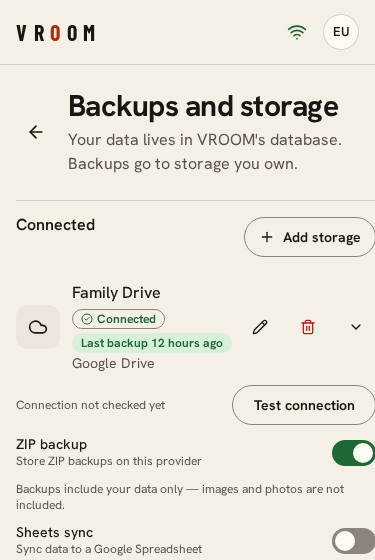 VROOM
EU
Backups and storage
Your data lives in VROOM's database.
Backups go to storage you own.
Connected
Add storage
Family Drive
Connected
Last backup 12 hours ago
Google Drive
Connection not checked yet
Test connection
ZIP backup
Store ZIP backups on this provider
Backups include your data only — images and photos are not
included.
Sheets sync
Sync data to a Google Spreadsheet